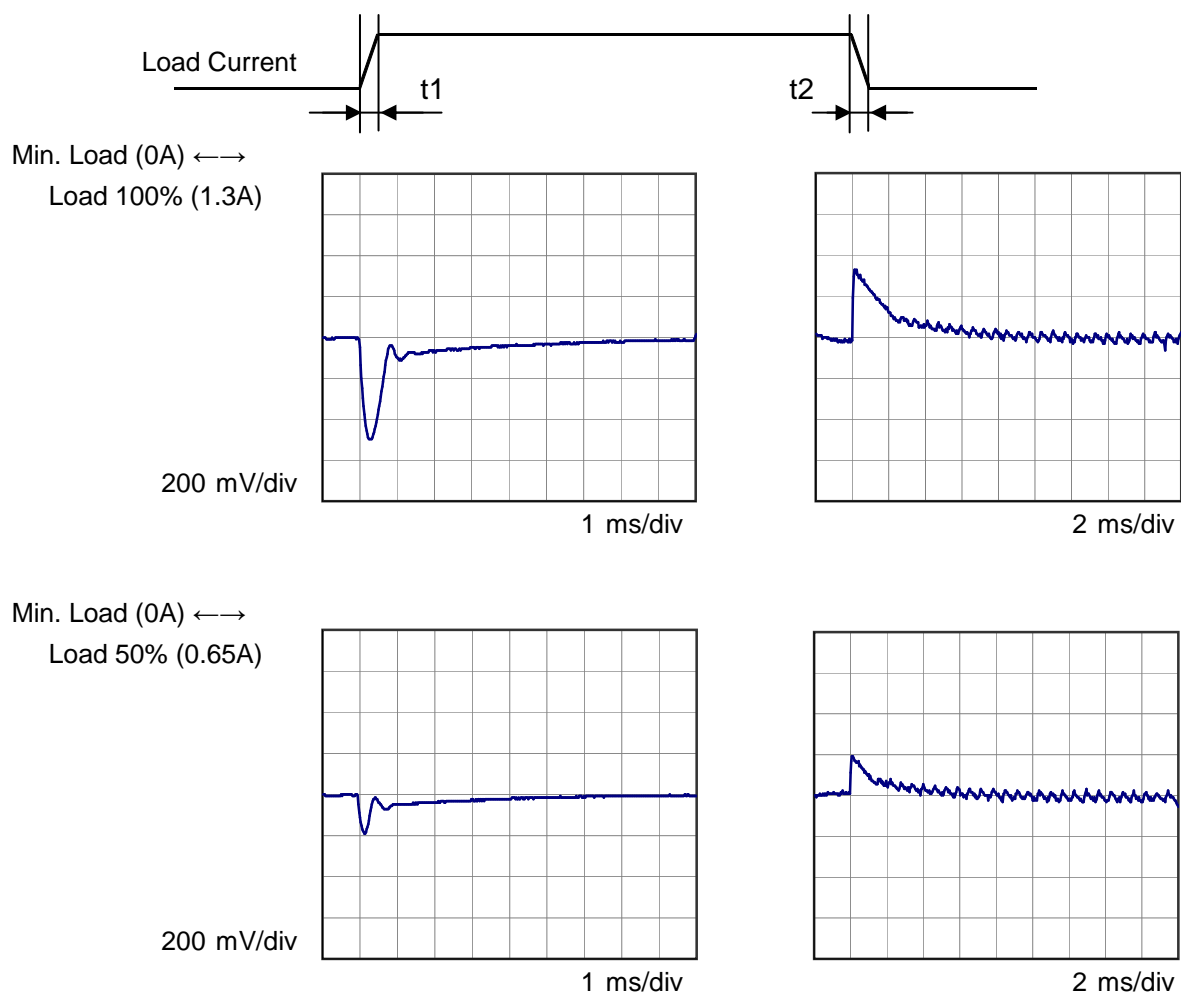 Load Current
t1
t2
Min. Load (0A) ←→
Load 100% (1.3A)
200 mV/div
1 ms/div
2 ms/div
Min. Load (0A) ←→
Load 50% (0.65A)
200 mV/div
1 ms/div
2 ms/div